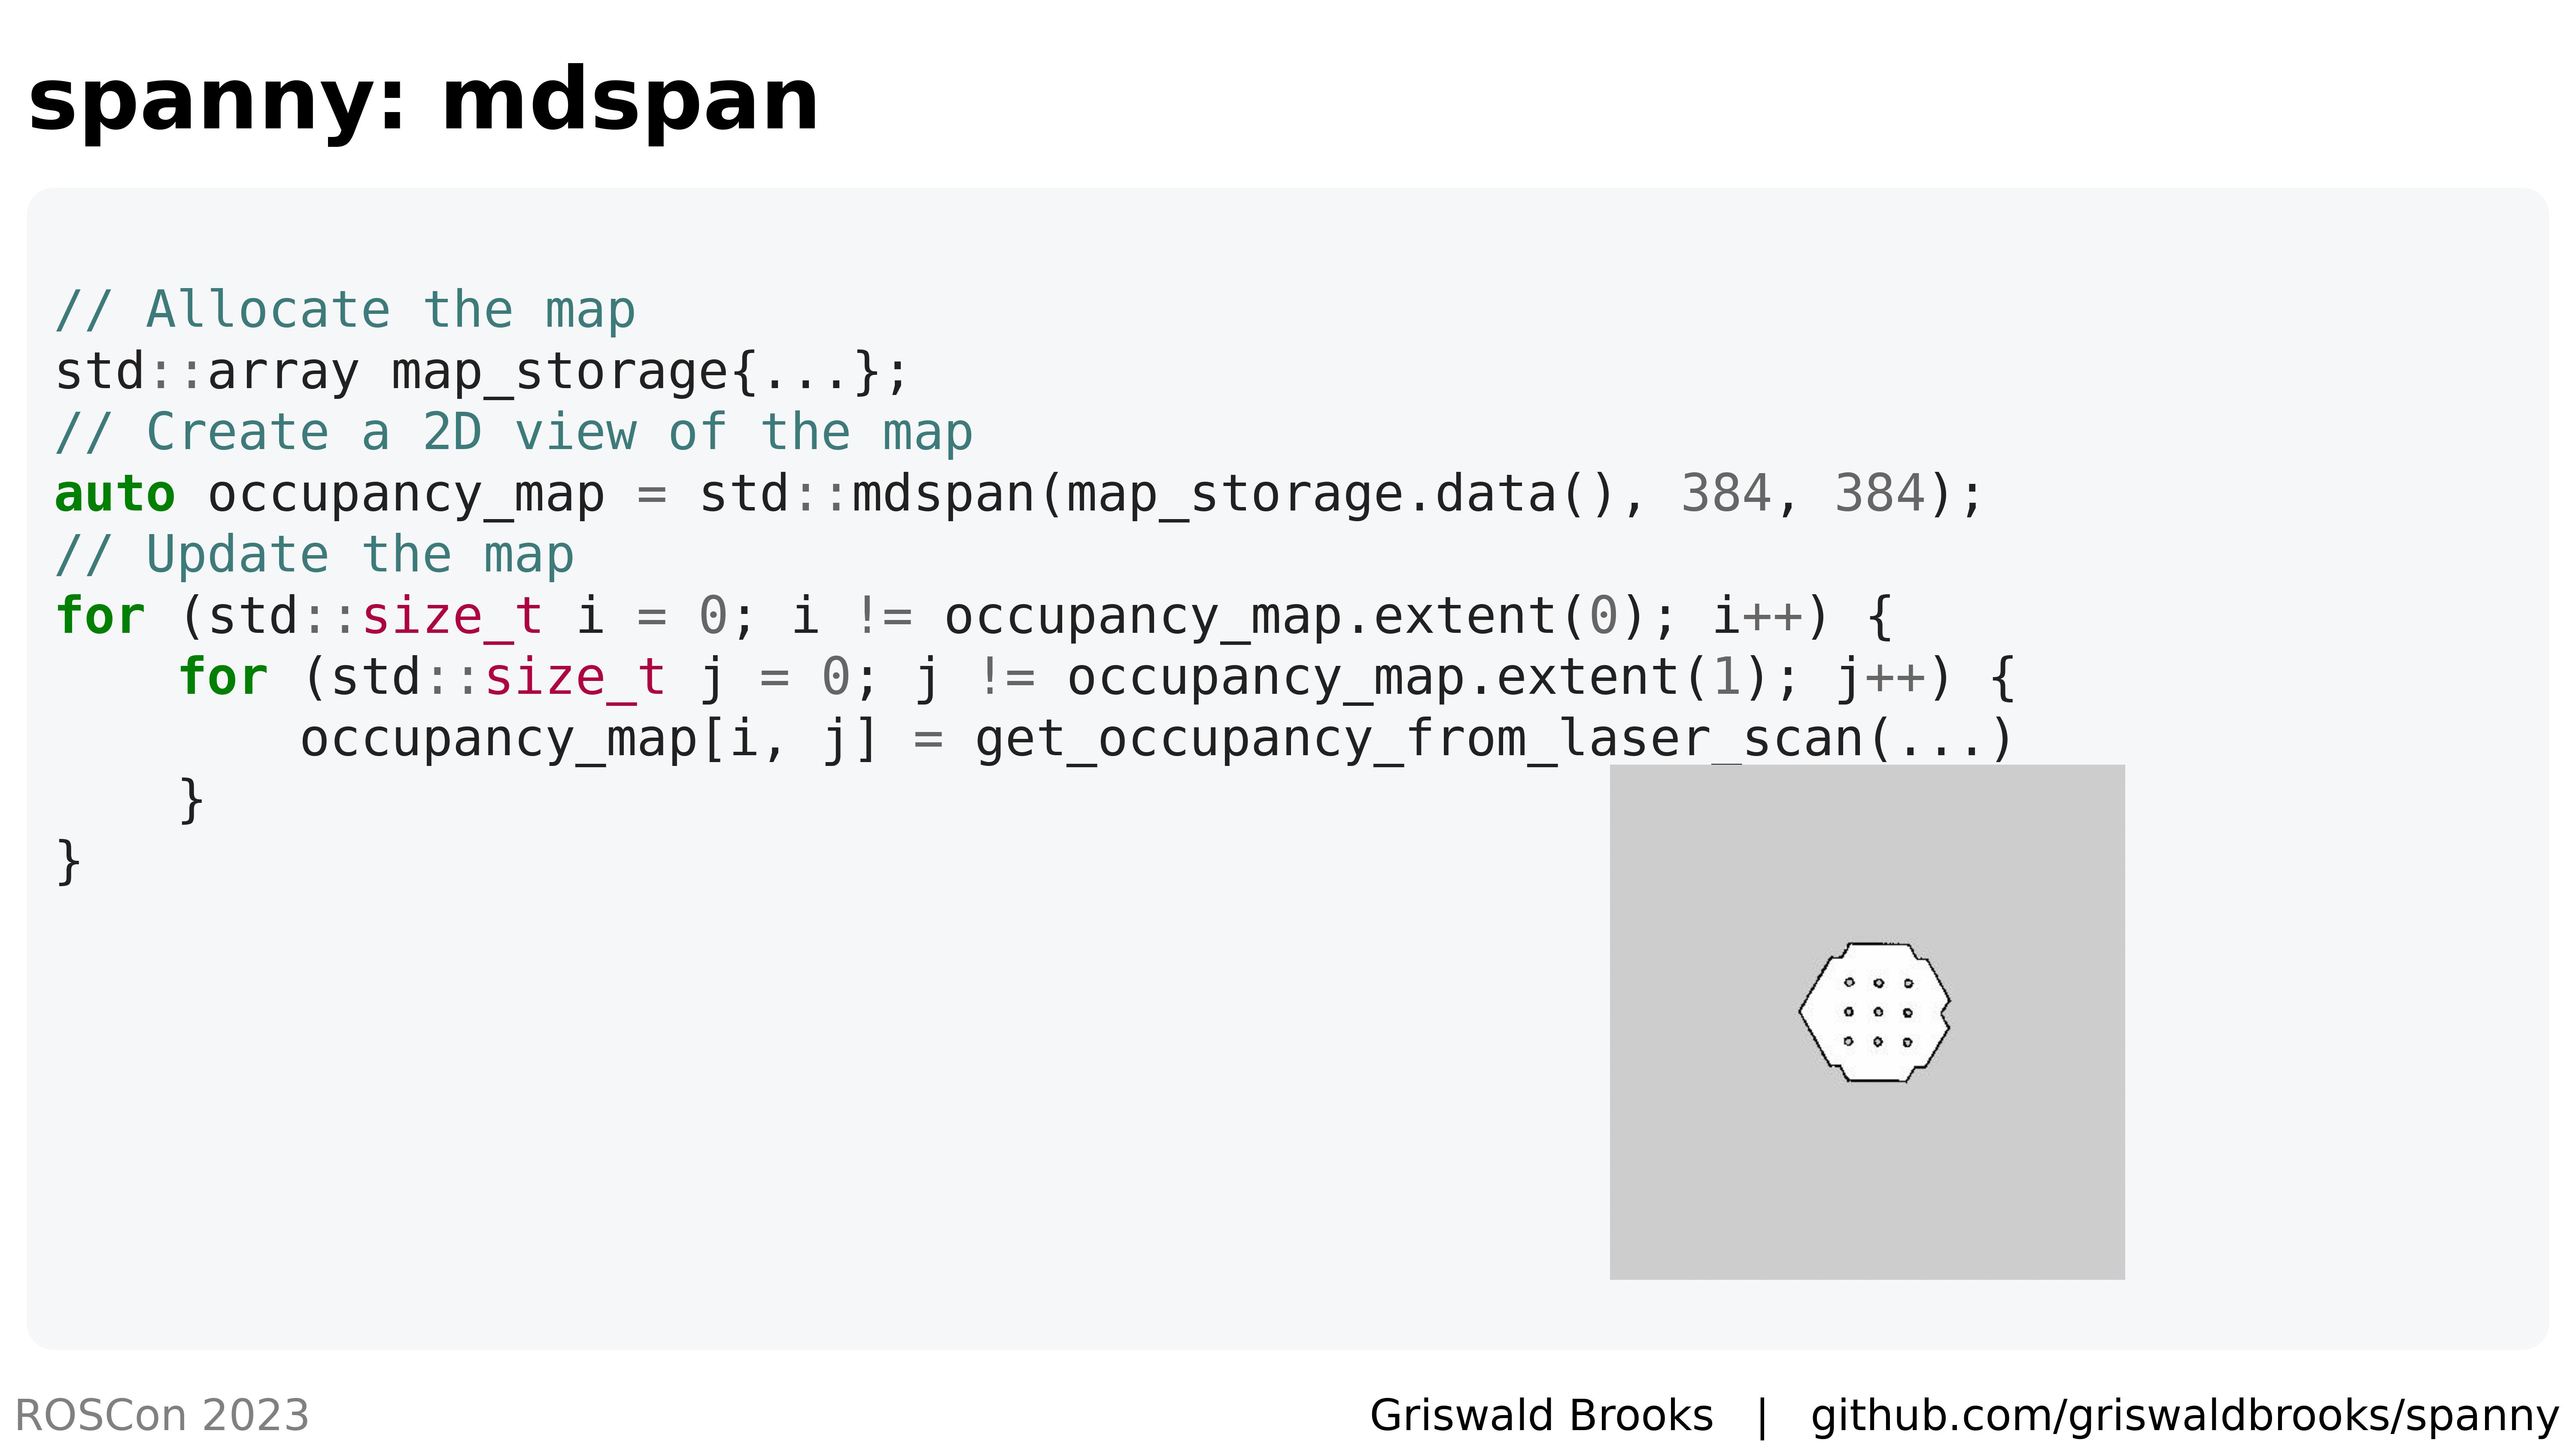 spanny: mdspan
// Allocate the map
std::array map_storage{...};
// Create a 2D view of the map
auto occupancy_map = std::mdspan(map_storage.data(), 384, 384);
// Update the map
for (std::size_t i = 0; i != occupancy_map.extent(0); i++) {
    for (std::size_t j = 0; j != occupancy_map.extent(1); j++) {
        occupancy_map[i, j] = get_occupancy_from_laser_scan(...)
    }
}
ROSCon 2023
Griswald Brooks | github.com/griswaldbrooks/spanny